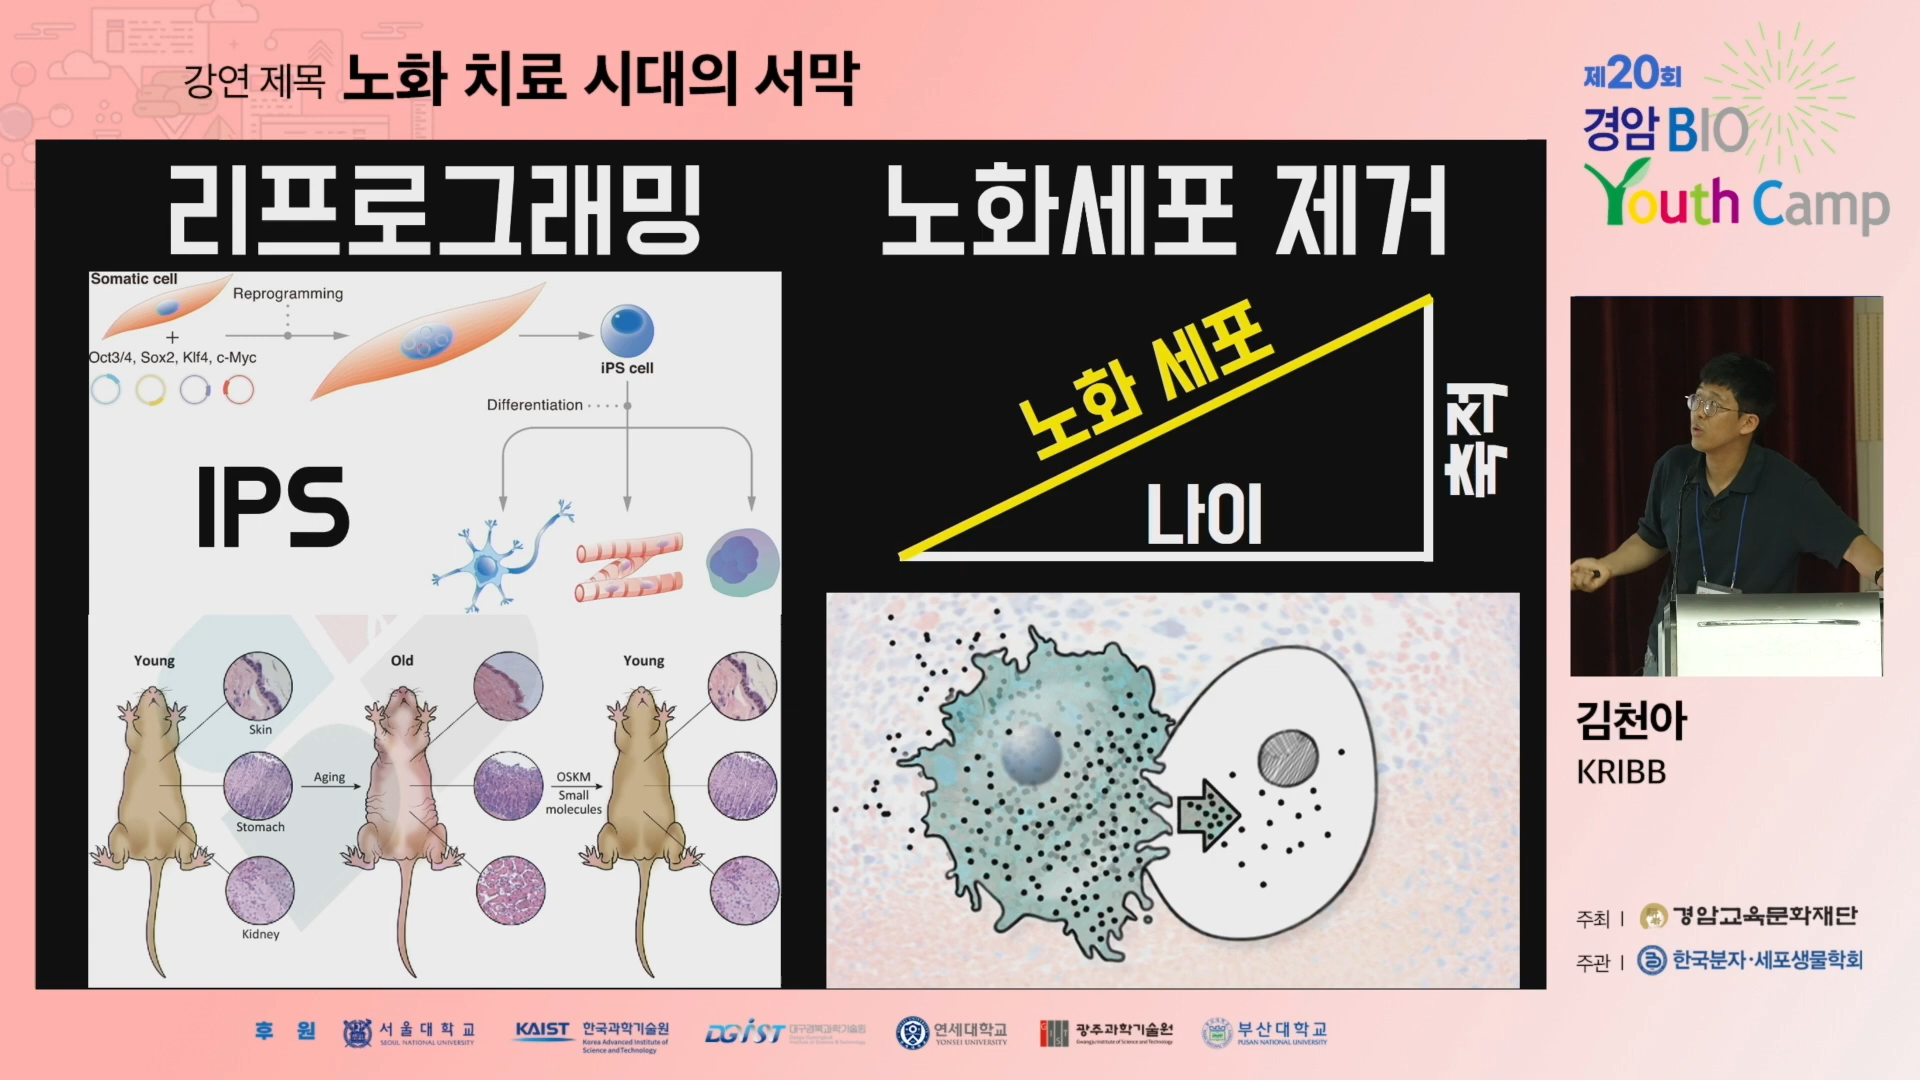 강연 제목 노화 치료 시대의 서막
제20회
경암 BIO
Youth Camp
리프로그래밍
Somatic cell
Reprogramming
+
Oct3/4, Sox2, Klf4, c-Myc
iPS cell
Differentiation
IPS
Young
Old
Young
Skin
Aging
OSKM
Small
molecules
Stomach
Kidney
노화세포 제거
노화 세포
나이
축적
김천아
KRIBB
주최 | 경암교육문화재단
주관 | 한국분자·세포생물학회
후 원
서울대학교
SEOUL NATIONAL UNIVERSITY
KAIST 한국과학기술원
Korea Advanced Institute of
Science and Technology
DGIST 대구경북과학기술원
연세대학교
YONSEI UNIVERSITY
광주과학기술원
Gwangju Institute of Science and Technology
부산대학교
PUSAN NATIONAL UNIVERSITY